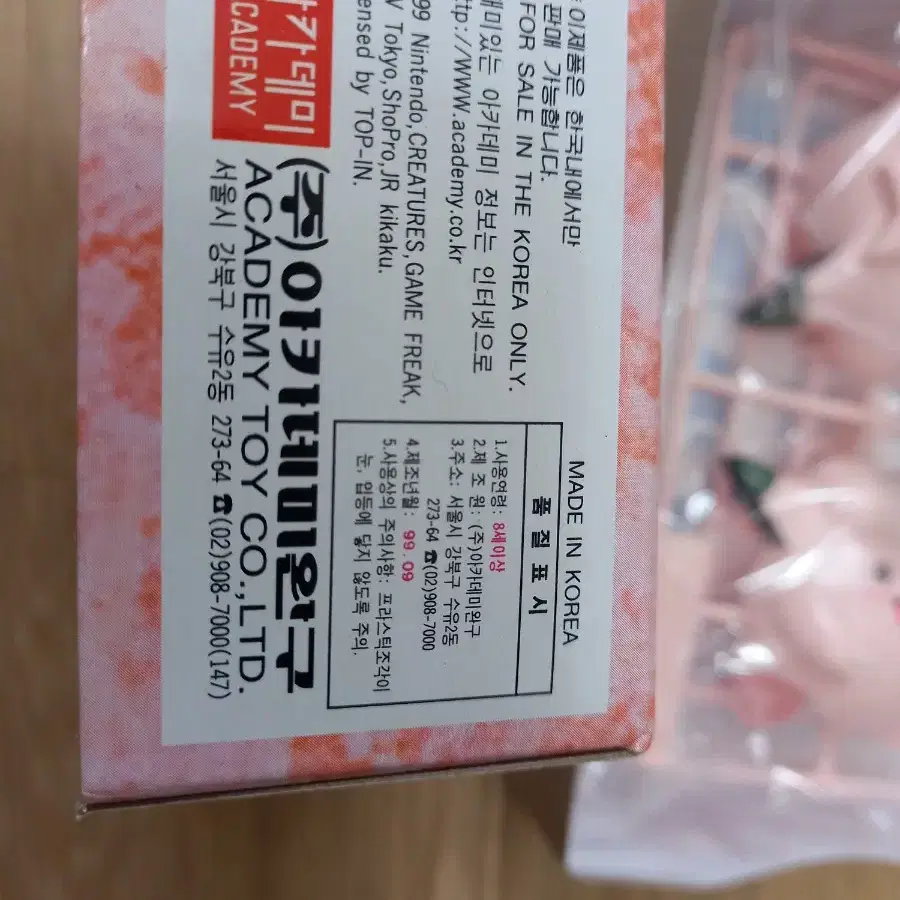 이제품은 한국내에서만
판매 가능합니다.
FOR SALE IN THE KOREA ONLY.
재미있는 아카데미 정보는 인터넷으로
http://www.academy.co.kr
99 Nintendo,CREATURES,GAME FREAK,
Tokyo,ShoPro,JR kikaku.
by TOP-IN.
아카데미
ACADEMY
(주)아카데미완구
ACADEMY TOY CO.,LTD.
서울시 강북구 수유2동 273-64 ☎(02)908-7000(147)
MADE IN KOREA
품 질 표 시
1.사용연령: 8세이상
2.제 조 원: (주)아카데미완구
3.주소: 서울시 강북구 수유2동
273-64 ☎(02)908-7000
4.제조년월: 99.09
5.사용상의 주의사항: 프라스틱조각이
눈, 입등에 닿지 않도록 주의.